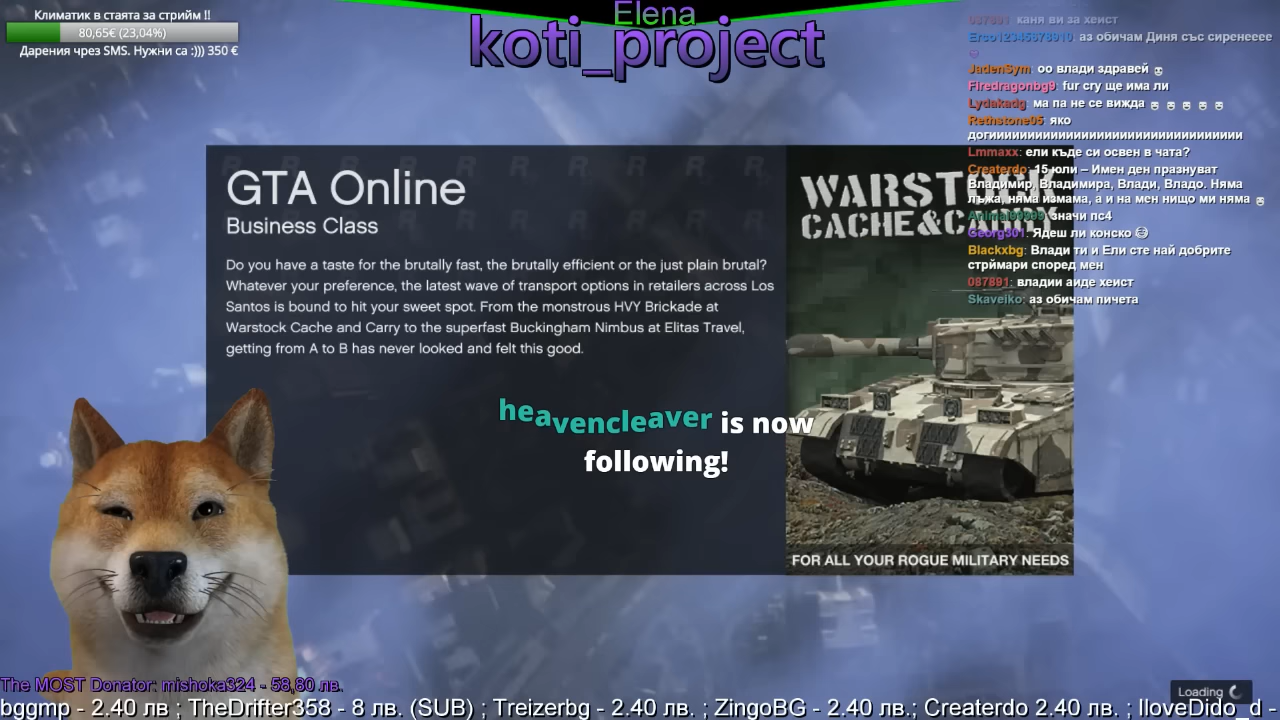 Климатик в стаята за стрийм !!
80,65€ (23,04%)
Дарения чрез SMS. Нужни са :))) 350 €
Elena
koti_project
087891 каня ви за хеист
Erco12345678910: аз обичам Диня със сиренеее
JadenSym: оо влади здравей
Firedragonbg9: fur cry ще има ли
Lydakadg: ма па не се вижда
Rethstone05: яко
Lmmaxx: ели къде си освен в чата?
Createrdo: 15 юли – Имен ден празнуват
Владимир, Владимира, Влади, Владо. Няма
лъжа, няма измама, а и на мен нищо ми няма
значи пс4
Georg301: Ядеш ли конско
Blackxbg: Влади ти и Ели сте най добрите
стрймари според мен
087891: владии аиде хеист
Skaveiko: аз обичам пичета
GTA Online
Business Class
Do you have a taste for the brutally fast, the brutally efficient or the just plain brutal?
Whatever your preference, the latest wave of transport options in retailers across Los
Santos is bound to hit your sweet spot. From the monstrous HVY Brickade at
Warstock Cache and Carry to the superfast Buckingham Nimbus at Elitas Travel,
getting from A to B has never looked and felt this good.
WARSTOCK
CACHE&CARRY
heavencleaver is now
following!
FOR ALL YOUR ROGUE MILITARY NEEDS
The MOST Donator: mishoka324 - 58,80 лв.
Loading
bggmp - 2.40 лв ; TheDrifter358 - 8 лв. (SUB) ; Treizerbg - 2.40 лв. ; ZingoBG - 2.40 лв.; Createrdo 2.40 лв. ; IloveDido_d -